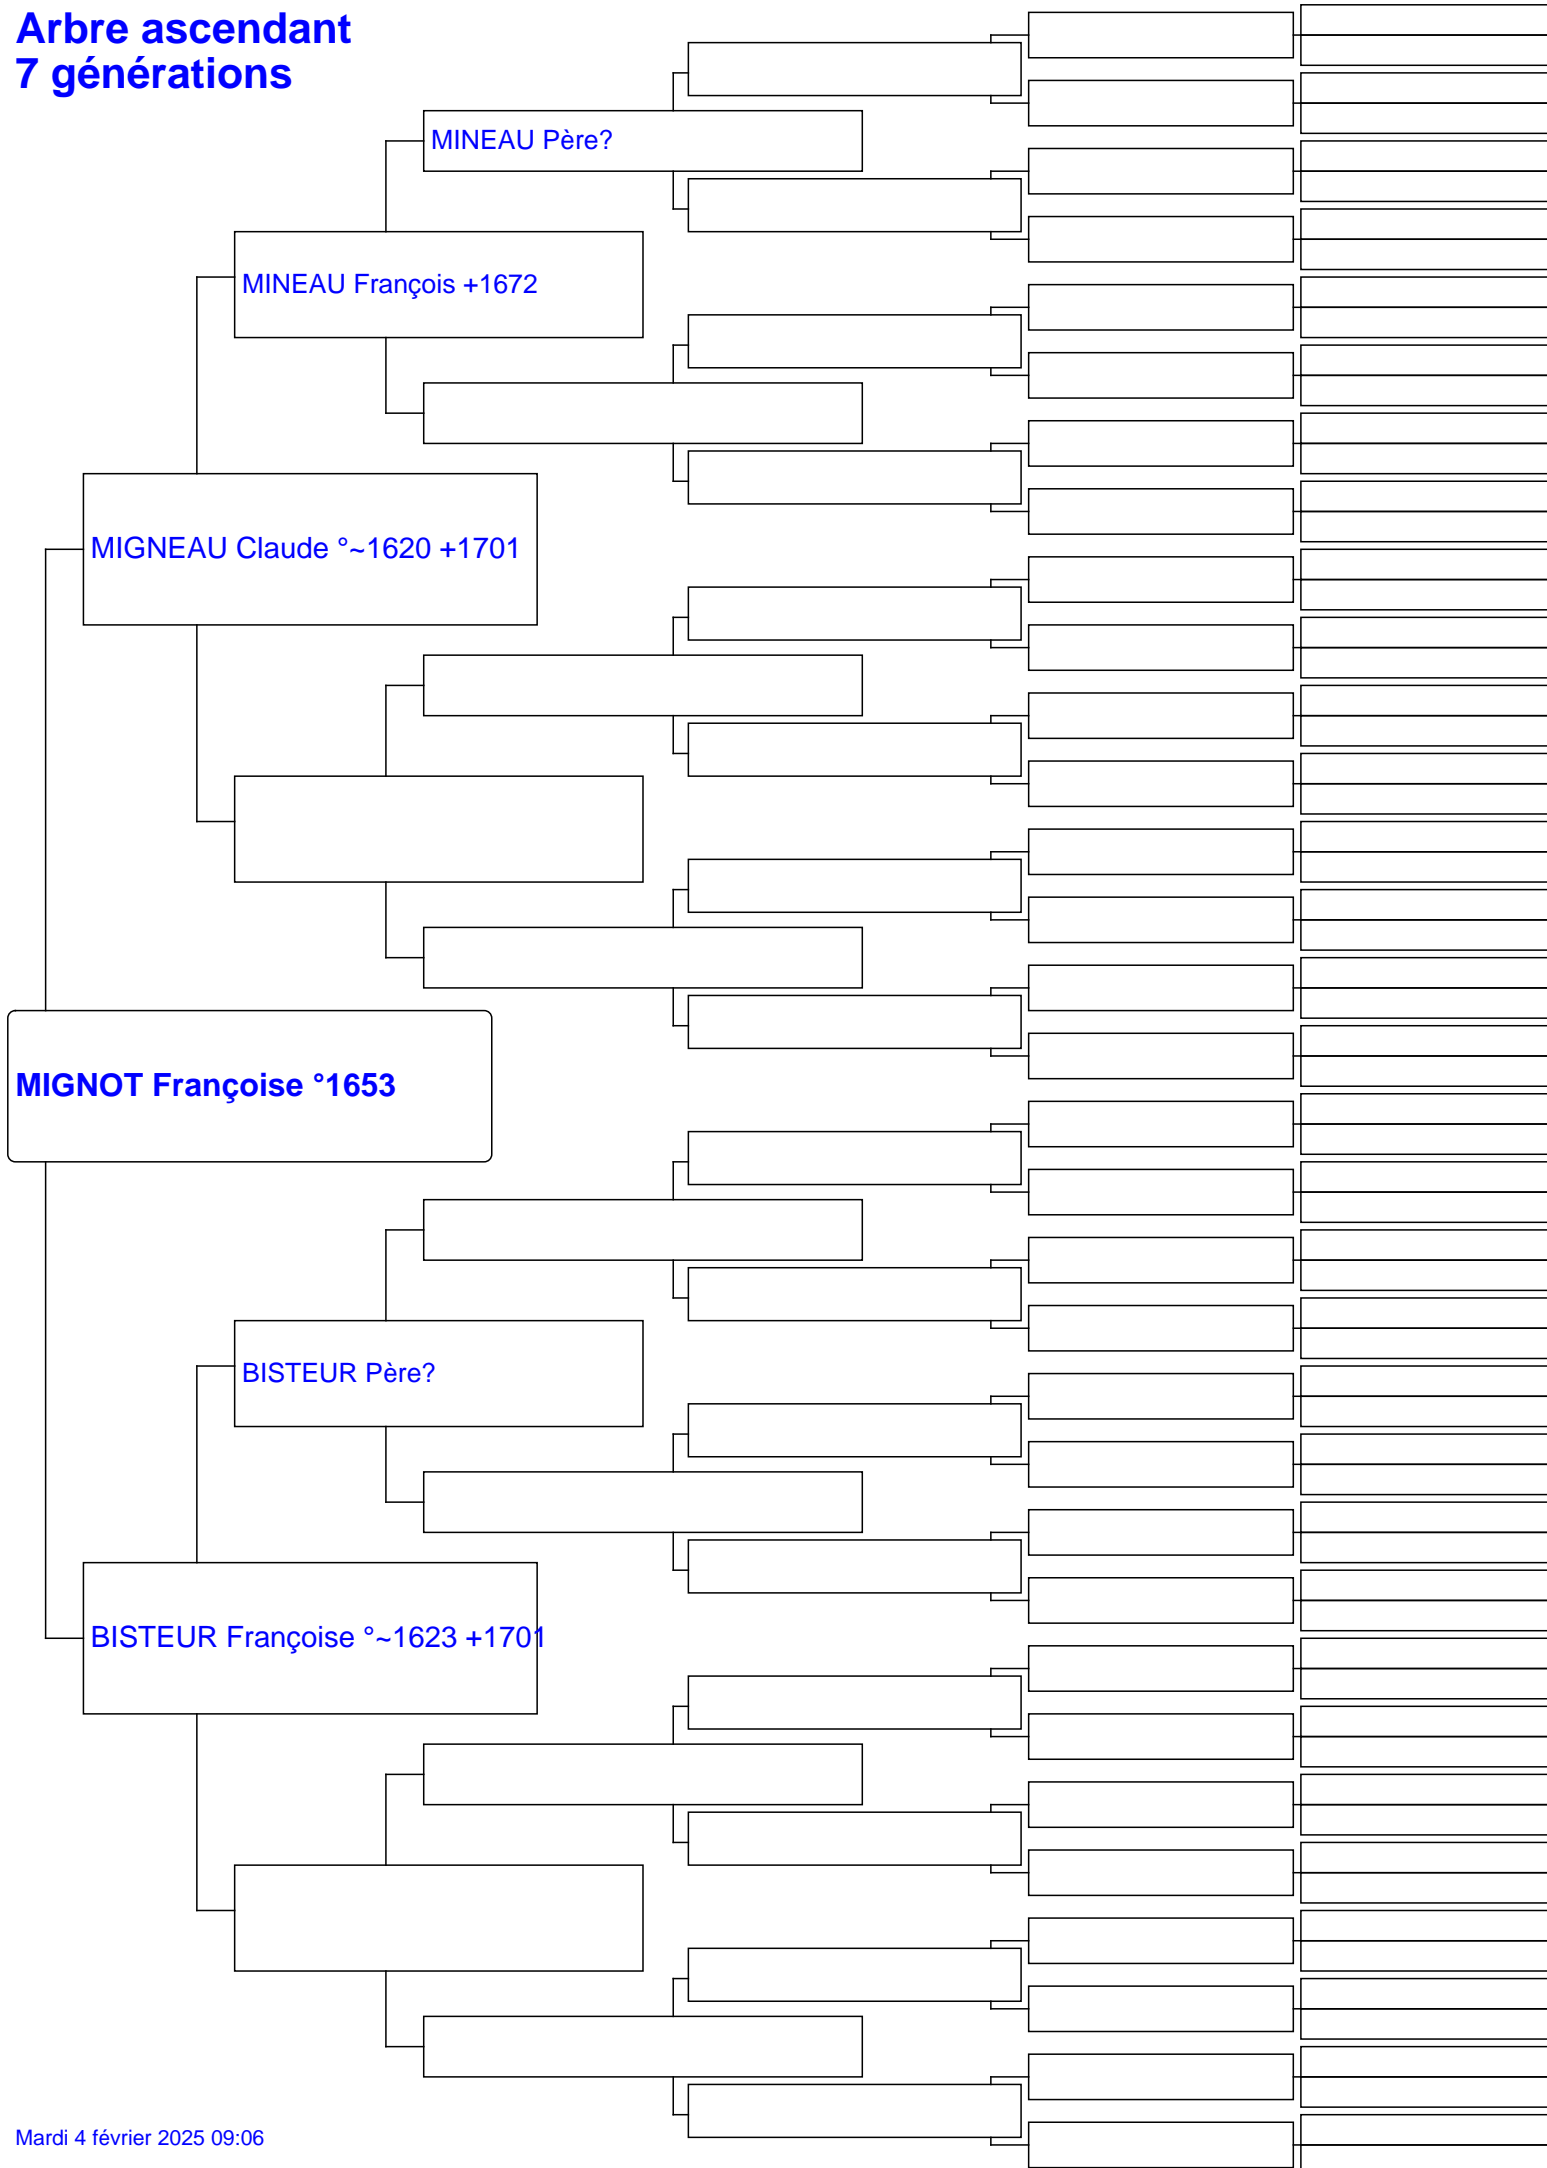 Arbre ascendant
7 générations
MINEAU Père?
MINEAU François +1672
MIGNEAU Claude °~1620 +1701
MIGNOT Françoise °1653
BISTEUR Père?
BISTEUR Françoise °~1623 +1701
Mardi 4 février 2025 09:06